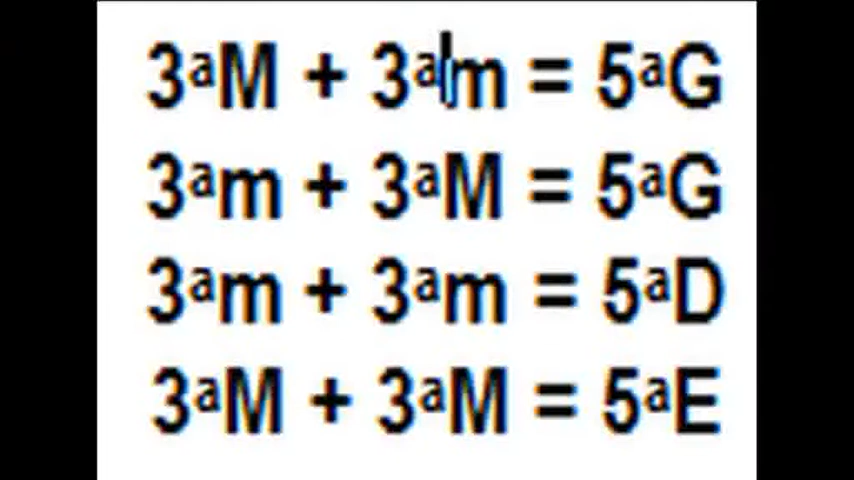 3ªM + 3ªm = 5ªG
3ªm + 3ªM = 5ªG
3ªm + 3ªm = 5ªD
3ªM + 3ªM = 5ªE